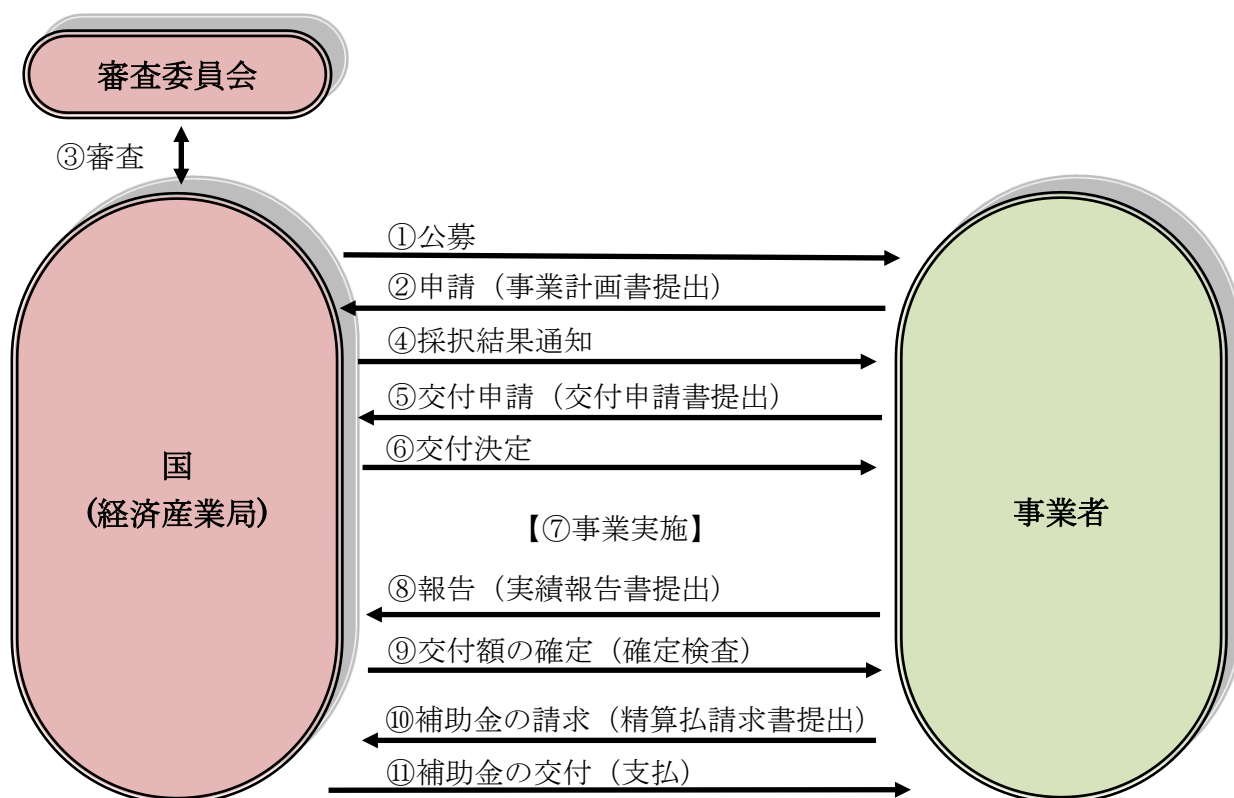 審査委員会
③審査
①公募
②申請（事業計画書提出）
④採択結果通知
⑤交付申請（交付申請書提出）
⑥交付決定
国
(経済産業局)
【⑦事業実施】
事業者
⑧報告（実績報告書提出）
⑨交付額の確定（確定検査）
⑩補助金の請求（精算払請求書提出）
⑪補助金の交付（支払）